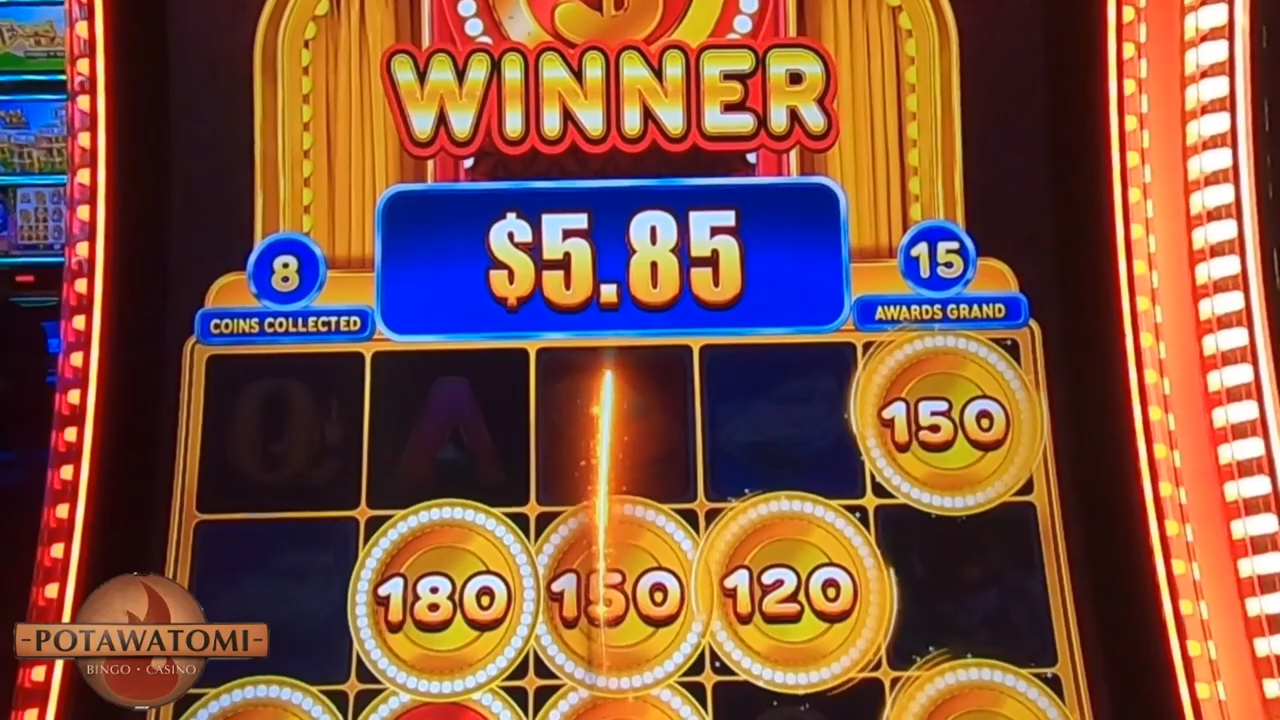 WINNER
$5.85
8
15
COINS COLLECTED
AWARDS GRAND
Q
A
150
180
150
120
-POTAWATOMI-
BINGO • CASINO